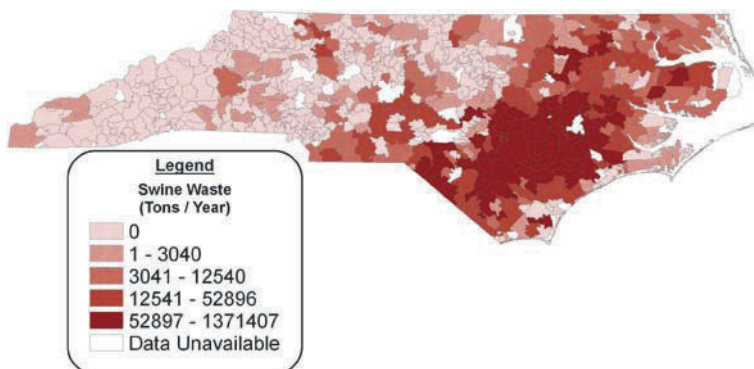 Legend
Swine Waste
(Tons / Year)
0
1 - 3040
3041 - 12540
12541 - 52896
52897 - 1371407
Data Unavailable